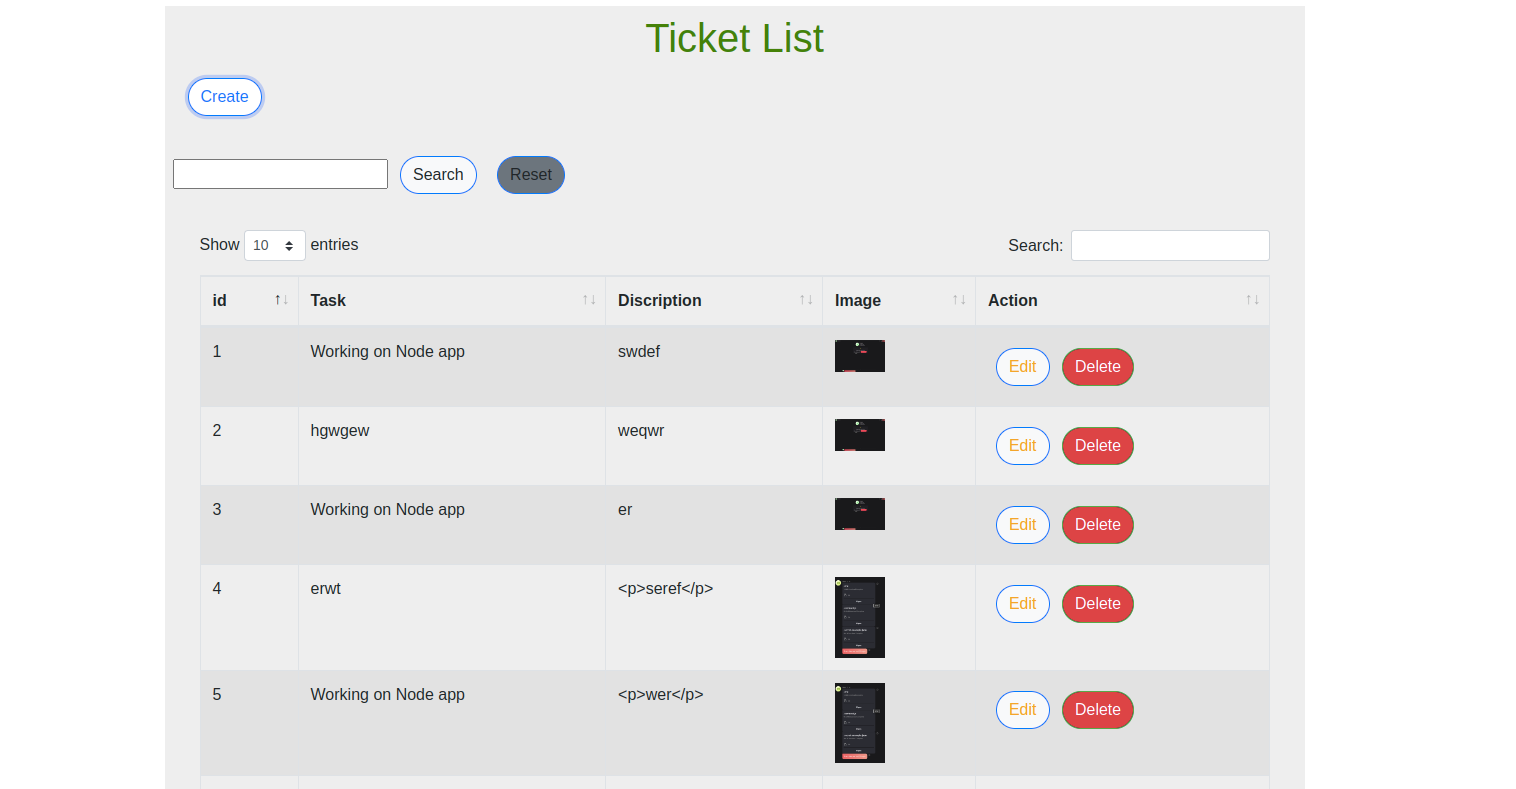 Ticket List
Create
Search Reset
Show 10 entries Search:
id Task Discription Image Action
1 Working on Node app swdef Edit Delete
2 hgwgew weqwr Edit Delete
3 Working on Node app er Edit Delete
4 erwt <p>seref</p> Edit Delete
5 Working on Node app <p>wer</p> Edit Delete